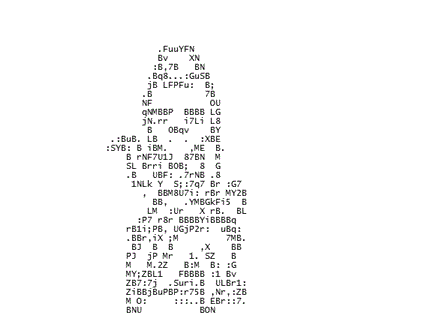 .FuuYFN
Bv    XN
:B,7B   BN
.Bq8...:GuSB
jB LFPFu:  B;
.B          7B
NF           OU
qNMBBP  BBBB LG
jN.rr   i7Li L8
B   OBqv     BY
.:BuB. LB  .  .  :XBE
:SYB: B iBM.    ,ME  B.
B rNF7U1J  87BN  M
SL Brri BOB;  8  G
.B   UBF: .7rNB .8
1NLk Y  S;:7q7 Br :G7
,  BBM8U7i: rBr MY2B
BB,   .YMBGkFi5   B
LM  :Ur   X rB.  BL
:P7 r8r BBBBYiBBBBq
rB1i;PB, UGjP2r:  uBq:
.BBr,iX ;M         7MB.
BJ  B B      ,X    BB
PJ  jP Mr    1. SZ   B
M   M.2Z   B:M  B: :G
MY;ZBL1   FBBBB :1 Bv
ZB7:7j  .Suri.B  ULBr1:
ZiBBjBuPBP:r75B ,Nr,:ZB
M O:     :::..B EBr::7.
BNU           BON